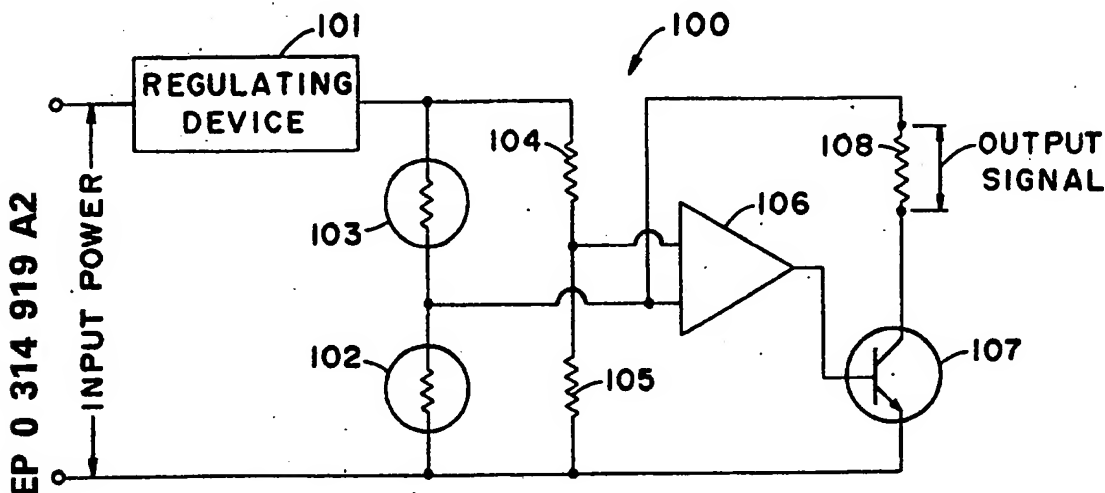 101
100
REGULATING
DEVICE
104
108
OUTPUT
SIGNAL
106
103
INPUT POWER
102
105
107
EP 0 314 919 A2